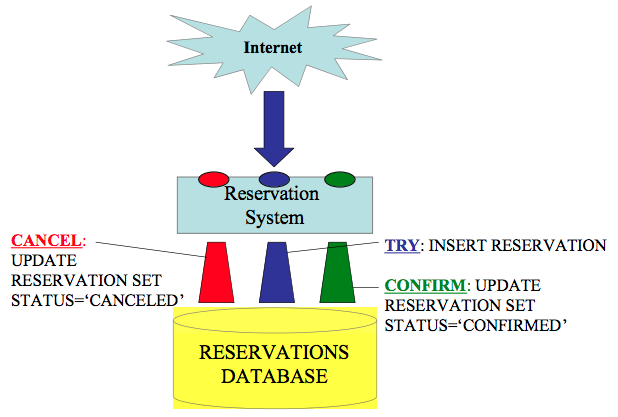 Internet
Reservation
System
CANCEL:
UPDATE
RESERVATION SET
STATUS=‘CANCELED’
TRY: INSERT RESERVATION
CONFIRM: UPDATE
RESERVATION SET
STATUS=‘CONFIRMED’
RESERVATIONS
DATABASE